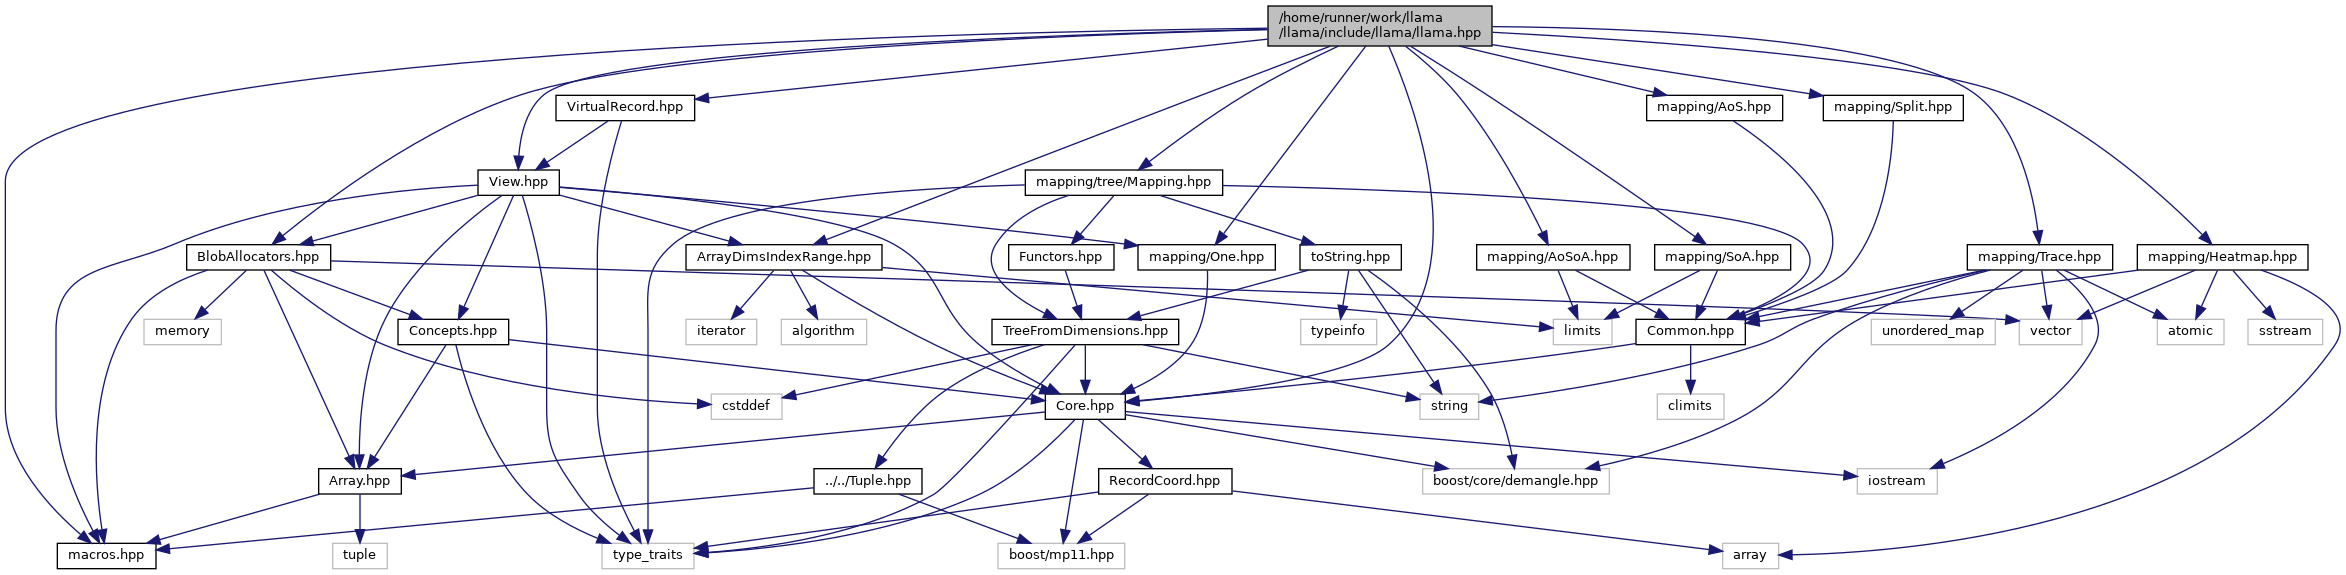 /home/runner/work/llama
/llama/include/llama/llama.hpp
VirtualRecord.hpp
mapping/AoS.hpp
mapping/Split.hpp
View.hpp
mapping/tree/Mapping.hpp
BlobAllocators.hpp
ArrayDimsIndexRange.hpp
Functors.hpp
mapping/One.hpp
toString.hpp
mapping/AoSoA.hpp
mapping/SoA.hpp
mapping/Trace.hpp
mapping/Heatmap.hpp
memory
Concepts.hpp
iterator
algorithm
TreeFromDimensions.hpp
typeinfo
limits
Common.hpp
unordered_map
vector
atomic
sstream
cstddef
Core.hpp
string
climits
Array.hpp
../../Tuple.hpp
RecordCoord.hpp
boost/core/demangle.hpp
iostream
macros.hpp
tuple
type_traits
boost/mp11.hpp
array